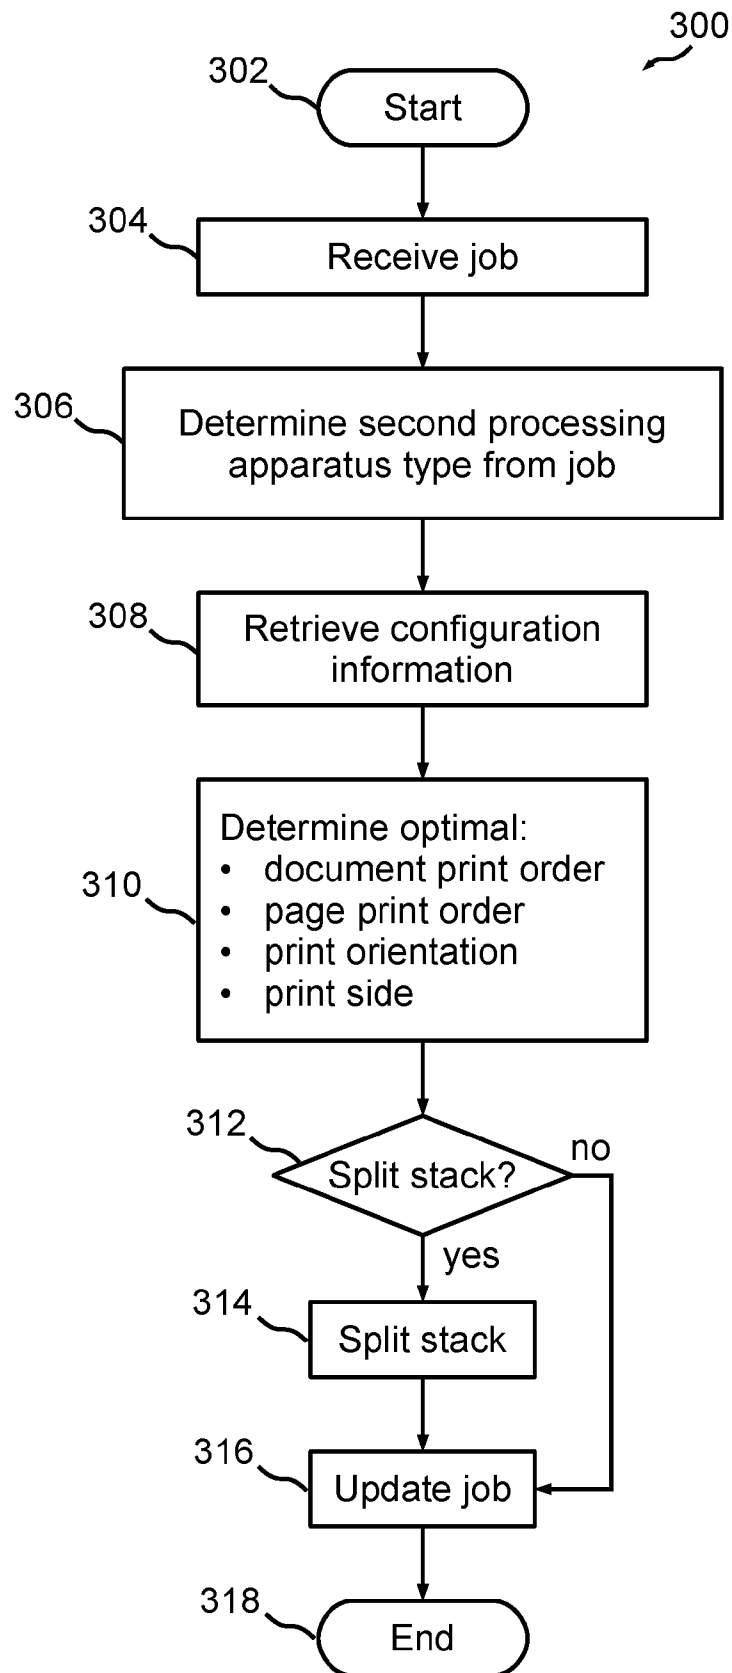 300
302
Start
304
Receive job
306
Determine second processing
apparatus type from job
308
Retrieve configuration
information
310
Determine optimal:
• document print order
• page print order
• print orientation
• print side
312
Split stack?
no
yes
314
Split stack
316
Update job
318
End